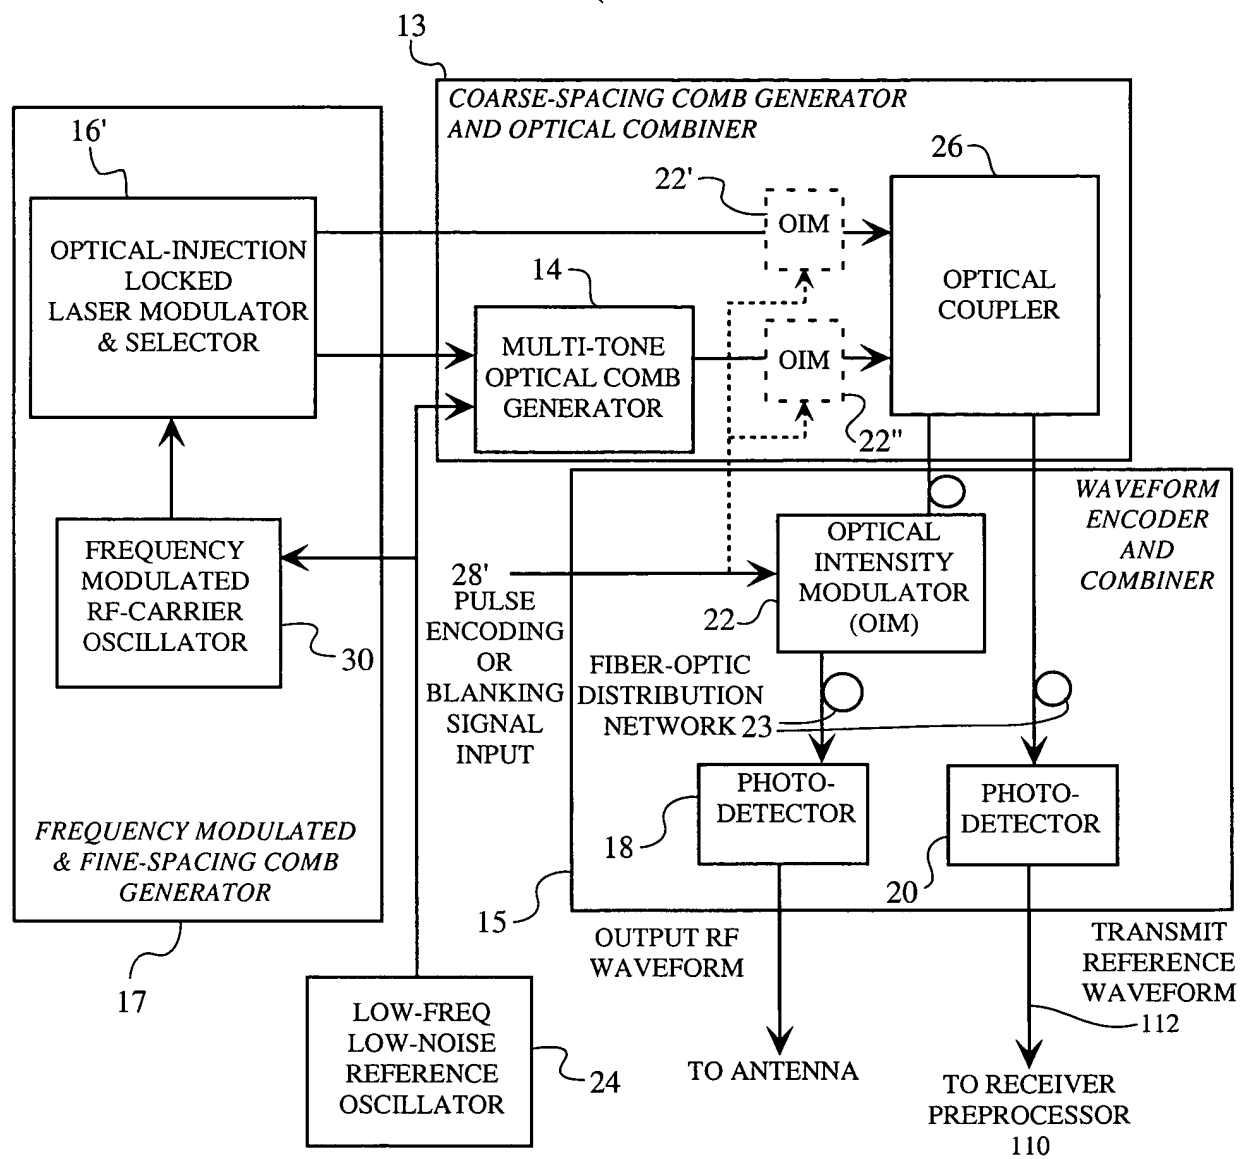 13
COARSE-SPACING COMB GENERATOR
AND OPTICAL COMBINER
16'
OPTICAL-INJECTION
LOCKED
LASER MODULATOR
& SELECTOR
22'
OIM
26
OPTICAL
COUPLER
14
MULTI-TONE
OPTICAL COMB
GENERATOR
OIM
22"
FREQUENCY
MODULATED
RF-CARRIER
OSCILLATOR
30
FREQUENCY MODULATED
& FINE-SPACING COMB
GENERATOR
17
WAVEFORM
ENCODER
AND
COMBINER
28'
PULSE
ENCODING
OR
BLANKING
SIGNAL
INPUT
OPTICAL
INTENSITY
MODULATOR
(OIM)
22
FIBER-OPTIC
DISTRIBUTION
NETWORK 23
PHOTO-
DETECTOR
18
PHOTO-
DETECTOR
20
15
OUTPUT RF
WAVEFORM
TRANSMIT
REFERENCE
WAVEFORM
112
LOW-FREQ
LOW-NOISE
REFERENCE
OSCILLATOR
24
TO ANTENNA
TO RECEIVER
PREPROCESSOR
110